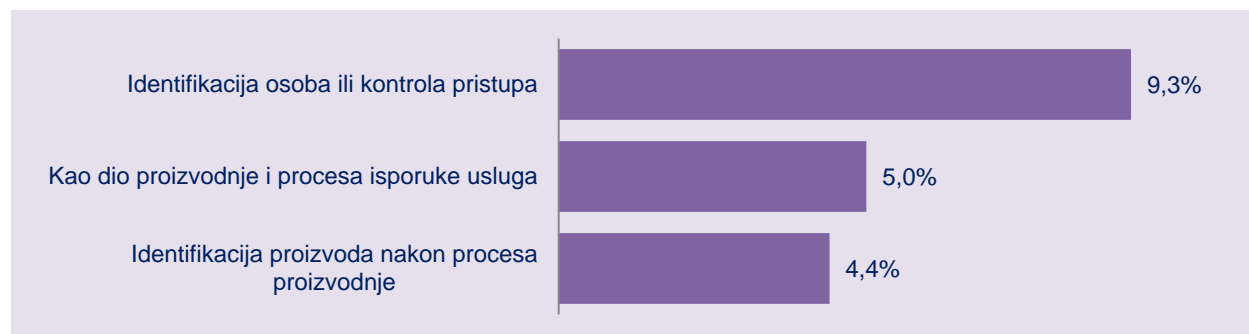 Identifikacija osoba ili kontrola pristupa
9,3%
Kao dio proizvodnje i procesa isporuke usluga
5,0%
Identifikacija proizvoda nakon procesa
proizvodnje
4,4%